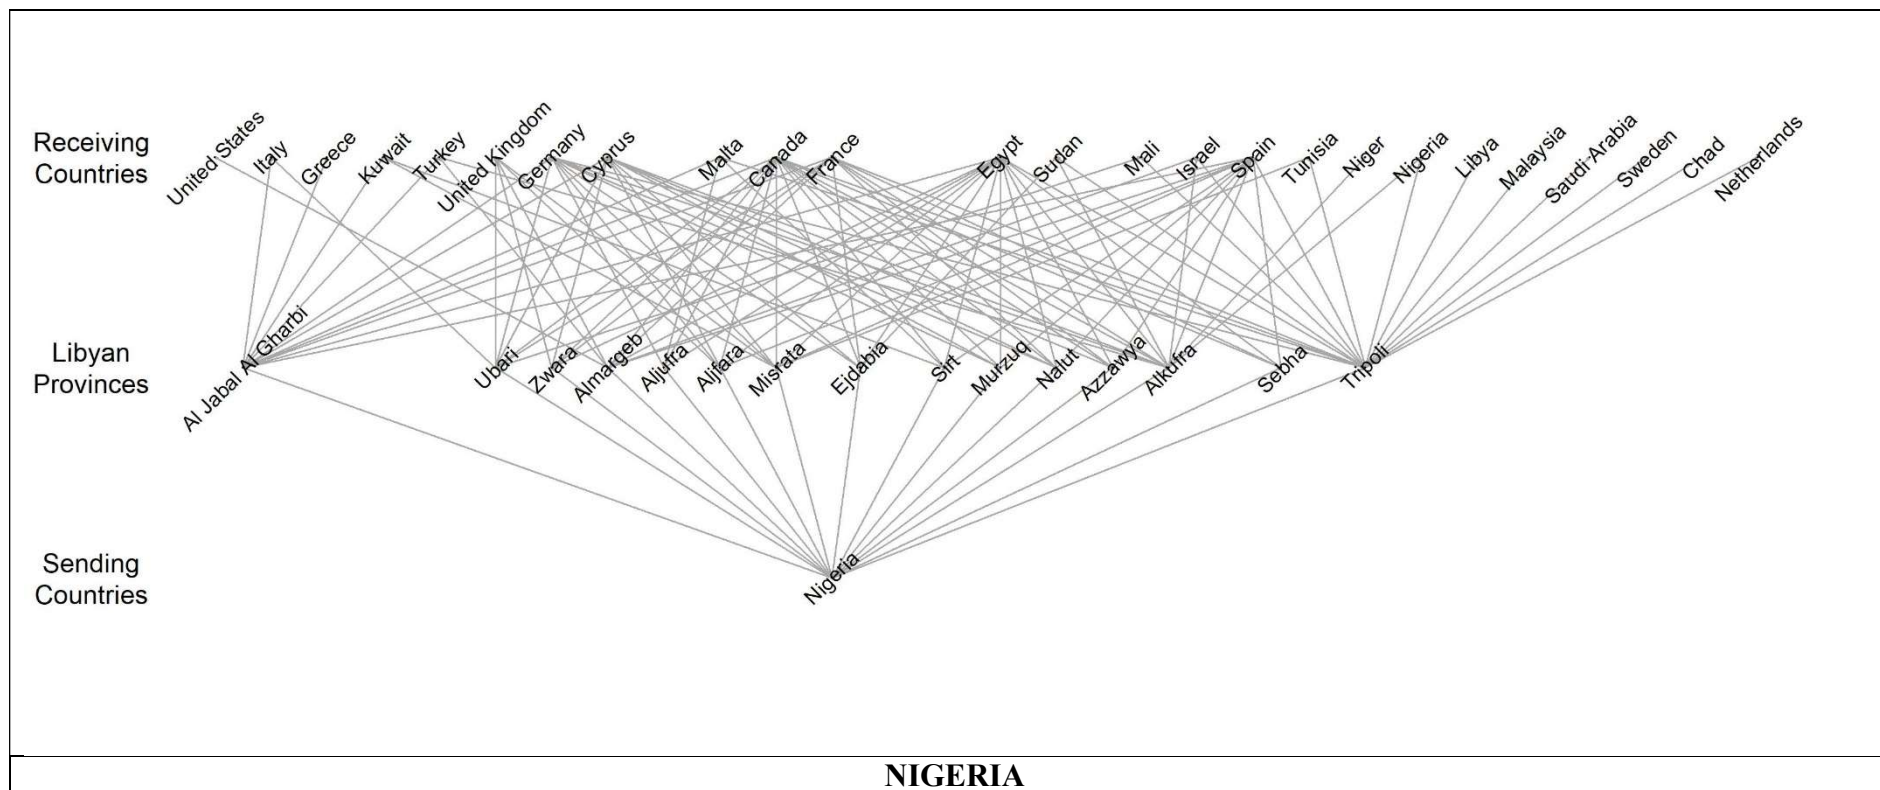 Receiving
Countries
United States
Italy
Greece
Kuwait
Turkey
United Kingdom
Germany
Cyprus
Malta
Canada
France
Egypt
Sudan
Mali
Israel
Spain
Tunisia
Niger
Nigeria
Libya
Malaysia
Saudi-Arabia
Sweden
Chad
Netherlands
Libyan
Provinces
Al Jabal Al Gharbi
Ubari
Zwara
Almargeb
Aljufra
Aljfara
Misrata
Ejdabia
Sirt
Murzuq
Nalut
Azzawya
Alkufra
Sebha
Tripoli
Sending
Countries
Nigeria
NIGERIA